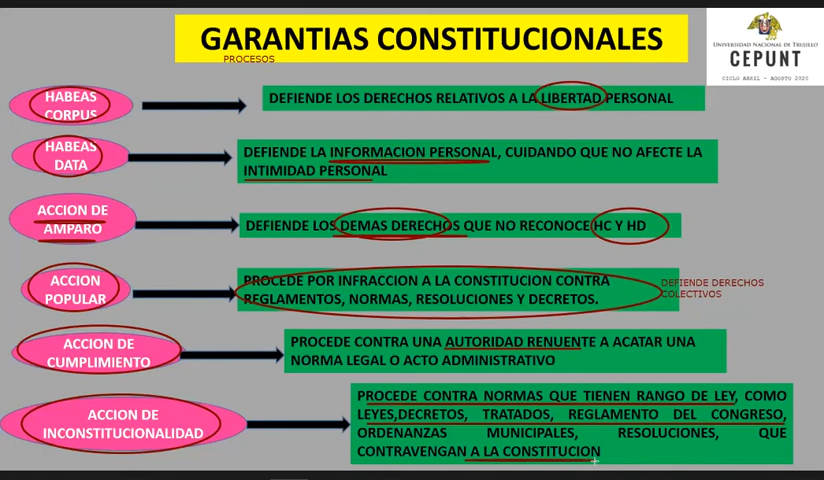 GARANTIAS CONSTITUCIONALES
PROCESOS
UNIVERSIDAD NACIONAL DE TRUJILLO
CEPUNT
CICLO ABRIL - AGOSTO 2020
HABEAS
CORPUS
DEFIENDE LOS DERECHOS RELATIVOS A LA LIBERTAD PERSONAL
HABEAS
DATA
DEFIENDE LA INFORMACION PERSONAL, CUIDANDO QUE NO AFECTE LA
INTIMIDAD PERSONAL
ACCION DE
AMPARO
DEFIENDE LOS DEMAS DERECHOS QUE NO RECONOCE HC Y HD
ACCION
POPULAR
PROCEDE POR INFRACCION A LA CONSTITUCION CONTRA
REGLAMENTOS, NORMAS, RESOLUCIONES Y DECRETOS.
DEFIENDE DERECHOS
COLECTIVOS
ACCION DE
CUMPLIMIENTO
PROCEDE CONTRA UNA AUTORIDAD RENUENTE A ACATAR UNA
NORMA LEGAL O ACTO ADMINISTRATIVO
ACCION DE
INCONSTITUCIONALIDAD
PROCEDE CONTRA NORMAS QUE TIENEN RANGO DE LEY, COMO
LEYES,DECRETOS, TRATADOS, REGLAMENTO DEL CONGRESO,
ORDENANZAS MUNICIPALES, RESOLUCIONES, QUE
CONTRAVENGAN A LA CONSTITUCION